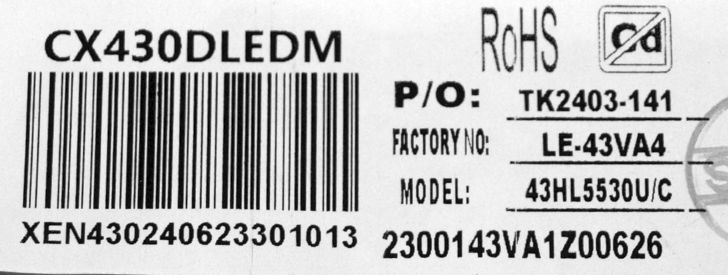 CX430DLEDM
XEN430240623301013
RoHS
Cd
P/O: TK2403-141
FACTORY NO: LE-43VA4
MODEL: 43HL5530U/C
2300143VA1Z00626